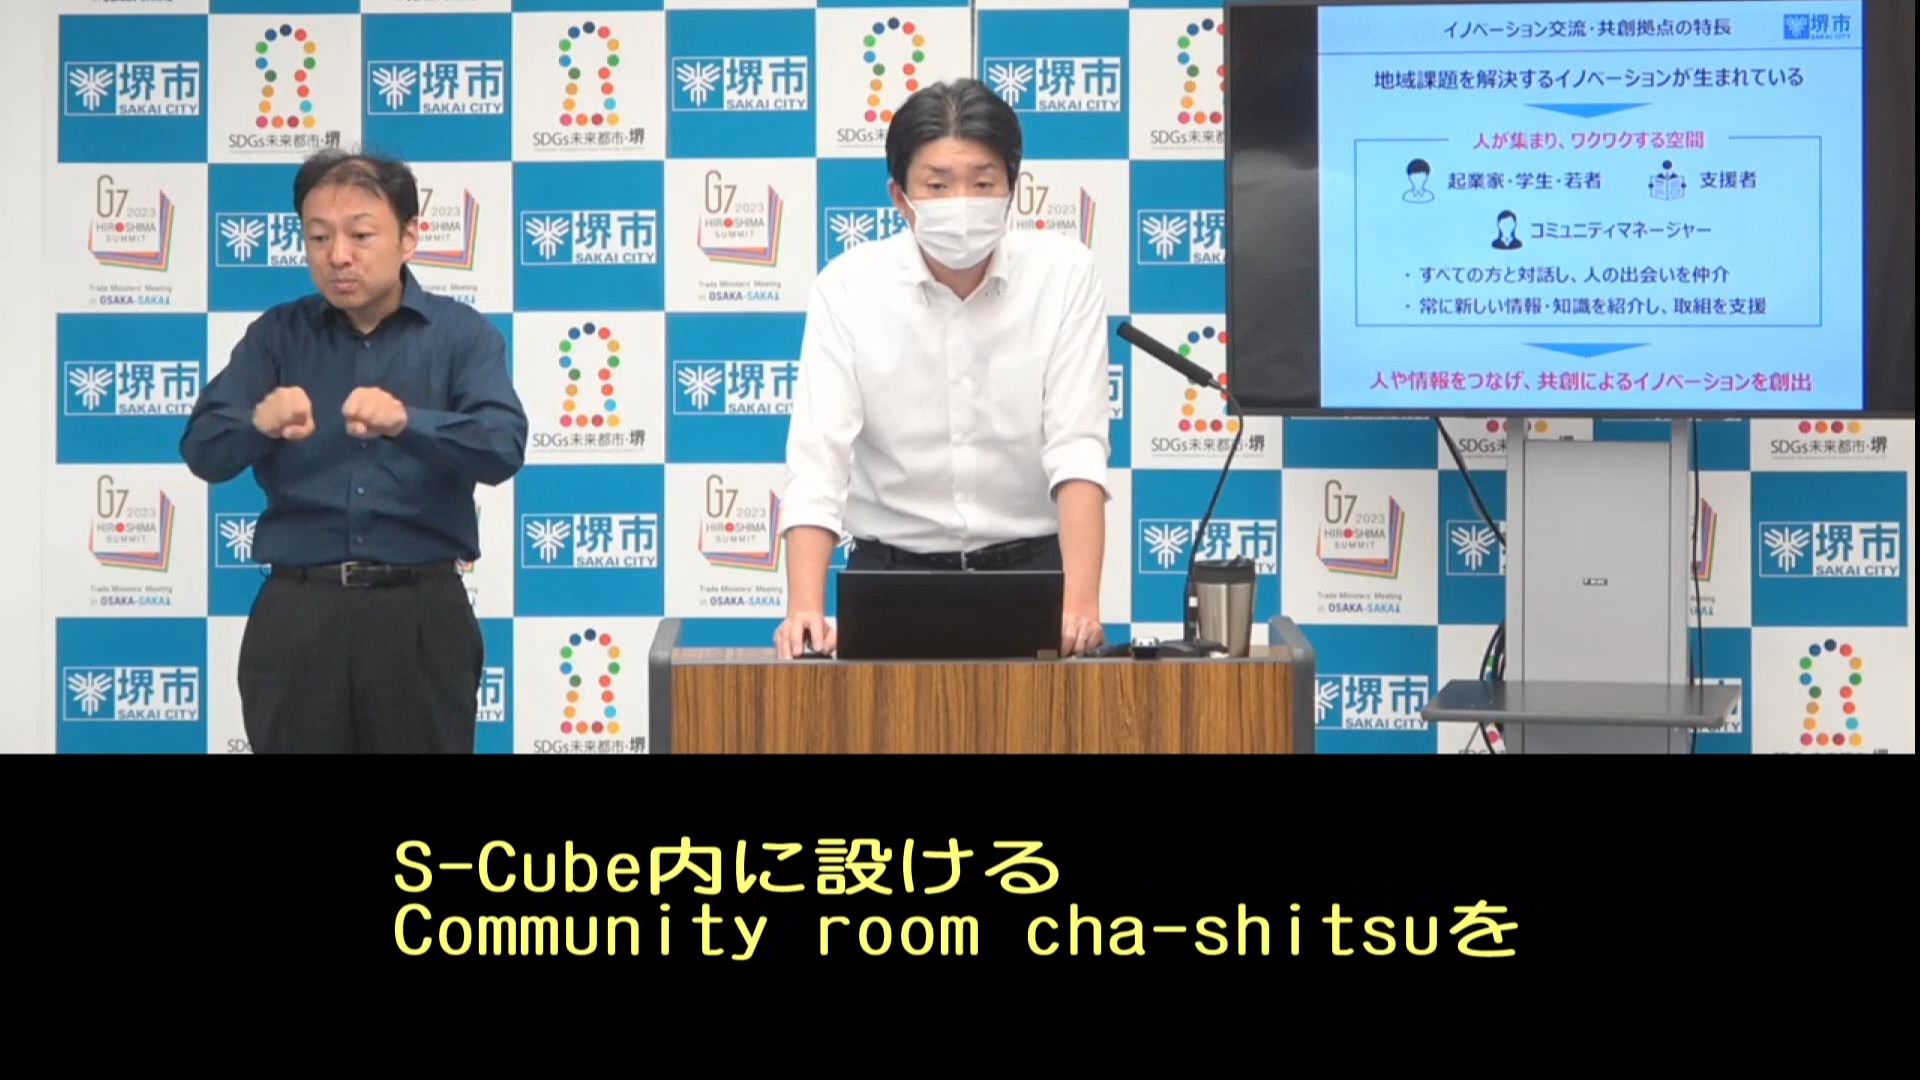 堺市
SAKAI CITY
SDGs未来都市・堺
G7 2023
HIROSHIMA
SUMMIT
Trade Ministers' Meeting
in OSAKA-SAKAI
イノベーション交流・共創拠点の特長
堺市
SAKAI CITY
地域課題を解決するイノベーションが生まれている
人が集まり、ワクワクする空間
起業家・学生・若者
支援者
コミュニティマネージャー
・すべての方と対話し、人の出会いを仲介
・常に新しい情報・知識を紹介し、取組を支援
人や情報をつなげ、共創によるイノベーションを創出
S-Cube内に設ける
Community room cha-shitsuを